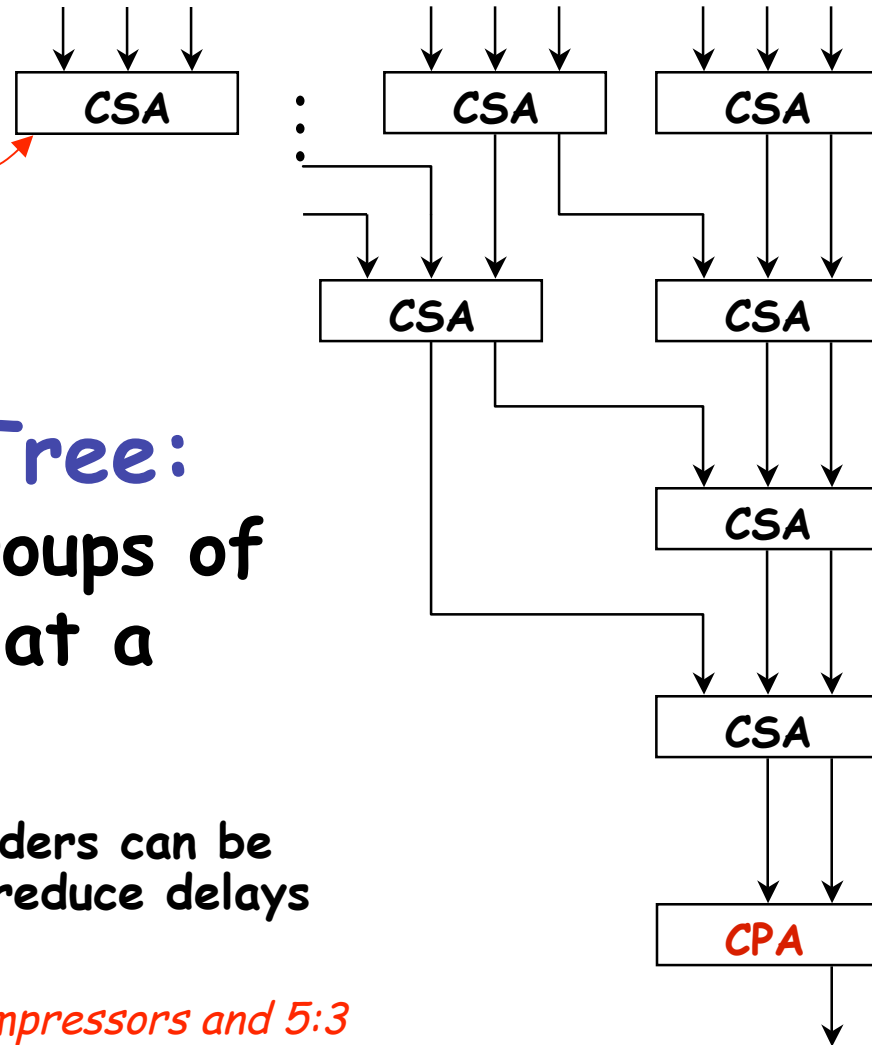 CSA CSA CSA
CSA CSA
Tree:
oups of
CSA
at a
CSA
ders can be
reduce delays
CPA
mpressors and 5:3